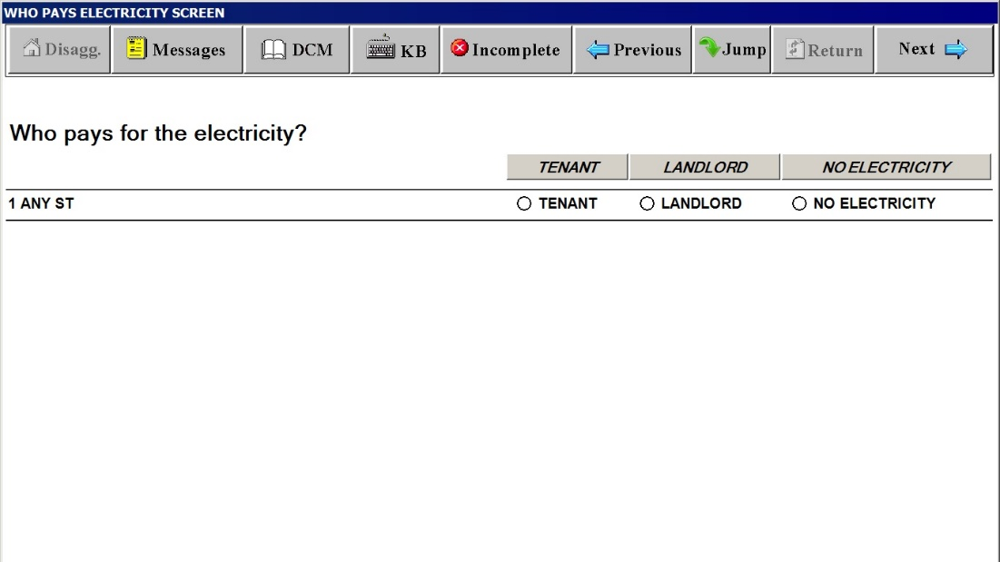 WHO PAYS ELECTRICITY SCREEN
Disagg. Messages DCM KB Incomplete Previous Jump Return Next
Who pays for the electricity?
TENANT LANDLORD NO ELECTRICITY
1 ANY ST TENANT LANDLORD NO ELECTRICITY